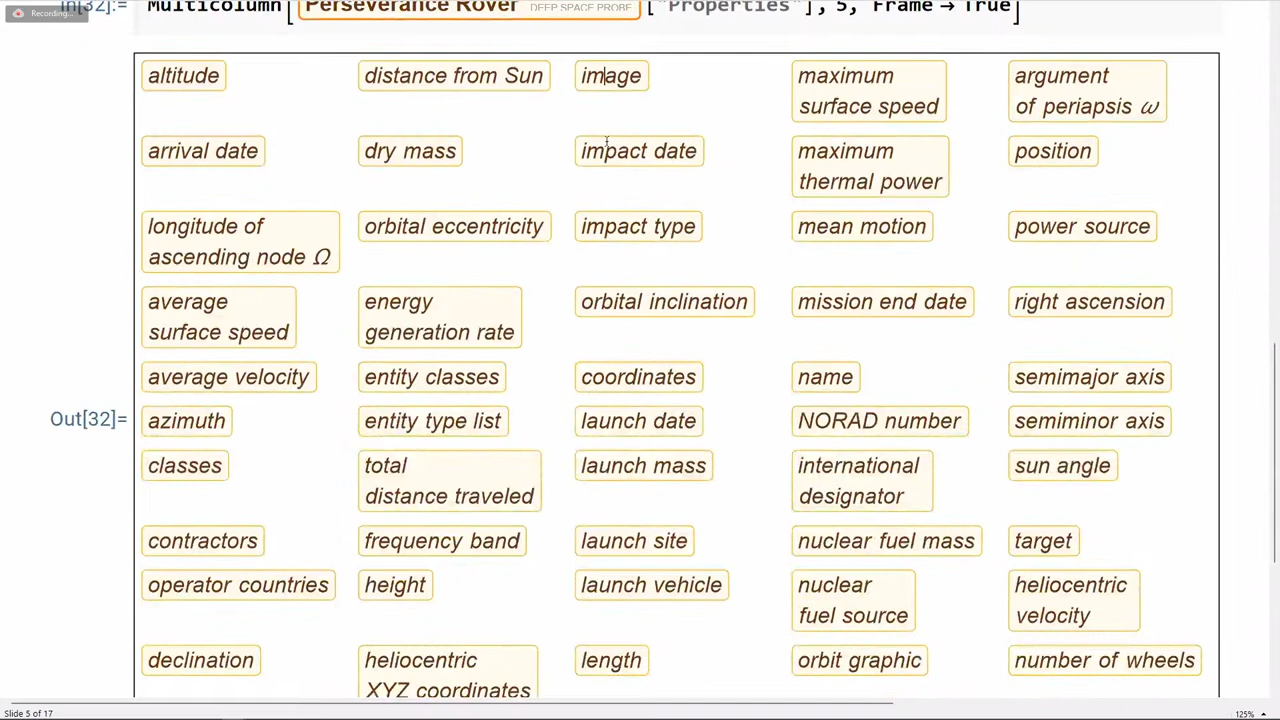 In[32]:= Multicolumn[Perseverance Rover DEEP SPACE PROBE ["Properties"], 5, Frame → True]
Recording...
altitude
distance from Sun
image
maximum
surface speed
argument
of periapsis ω
arrival date
dry mass
impact date
maximum
thermal power
position
longitude of
ascending node Ω
orbital eccentricity
impact type
mean motion
power source
average
surface speed
energy
generation rate
orbital inclination
mission end date
right ascension
average velocity
entity classes
coordinates
name
semimajor axis
Out[32]=
azimuth
entity type list
launch date
NORAD number
semiminor axis
classes
total
distance traveled
launch mass
international
designator
sun angle
contractors
frequency band
launch site
nuclear fuel mass
target
operator countries
height
launch vehicle
nuclear
fuel source
heliocentric
velocity
declination
heliocentric
XYZ coordinates
length
orbit graphic
number of wheels
Slide 5 of 17
125%